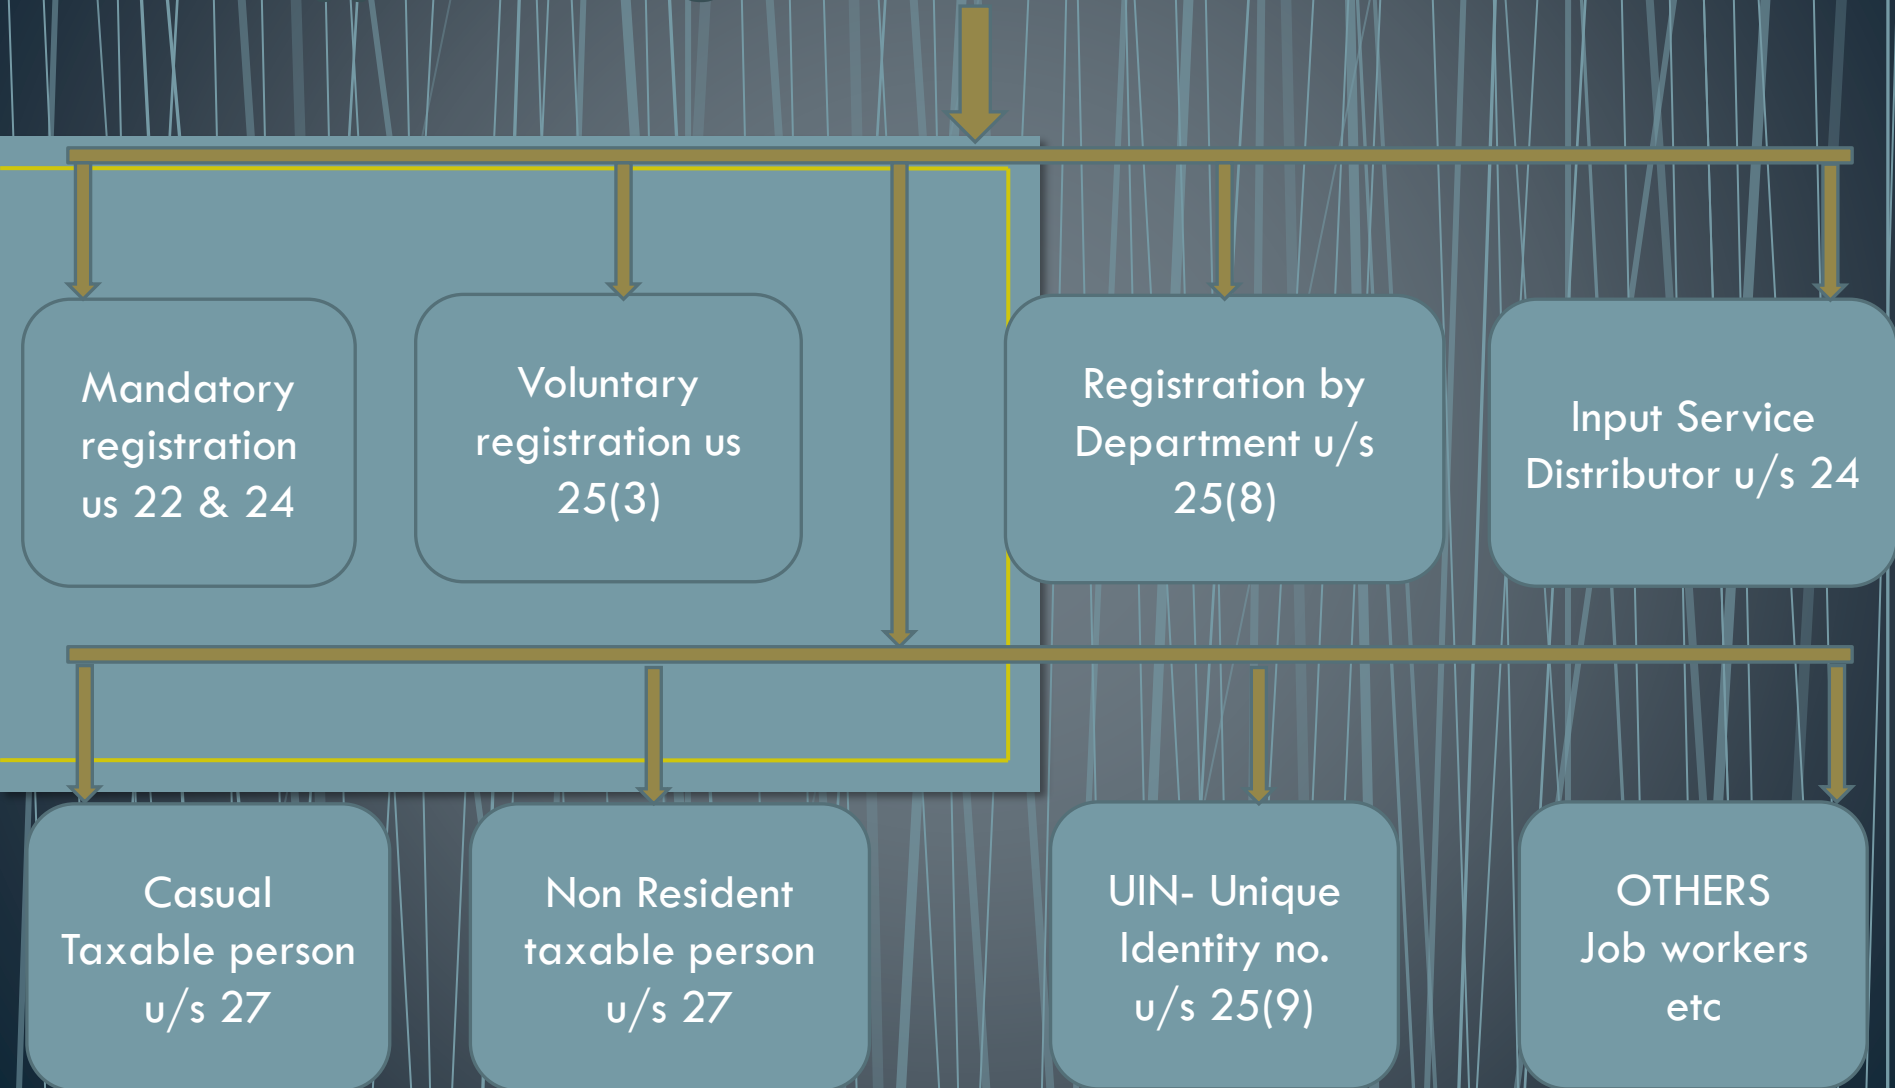 Mandatory
registration
us 22 & 24
Voluntary
registration us
25(3)
Registration by
Department u/s
25(8)
Input Service
Distributor u/s 24
Casual
Taxable person
u/s 27
Non Resident
taxable person
u/s 27
UIN- Unique
Identity no.
u/s 25(9)
OTHERS
Job workers
etc